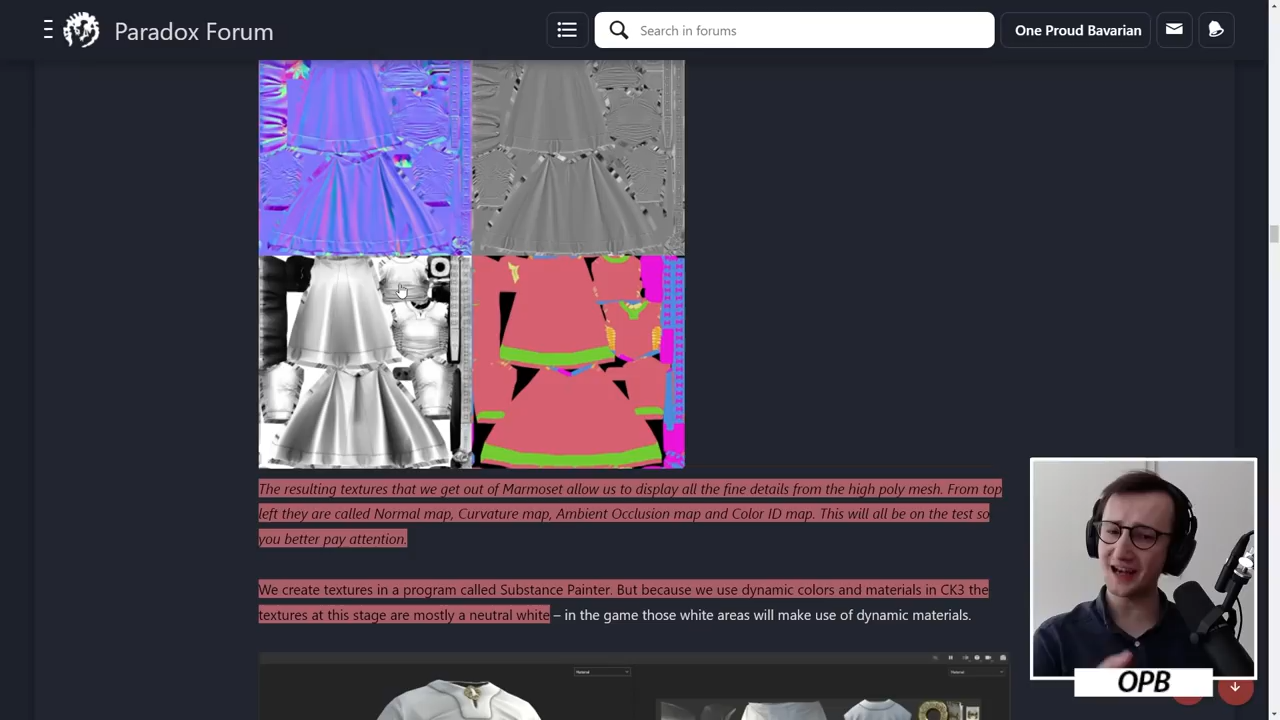 Paradox Forum
Search in forums
One Proud Bavarian
The resulting textures that we get out of Marmoset allow us to display all the fine details from the high poly mesh. From top
left they are called Normal map, Curvature map, Ambient Occlusion map and Color ID map. This will all be on the test so
you better pay attention.
We create textures in a program called Substance Painter. But because we use dynamic colors and materials in CK3 the
textures at this stage are mostly a neutral white – in the game those white areas will make use of dynamic materials.
Material
Material
OPB